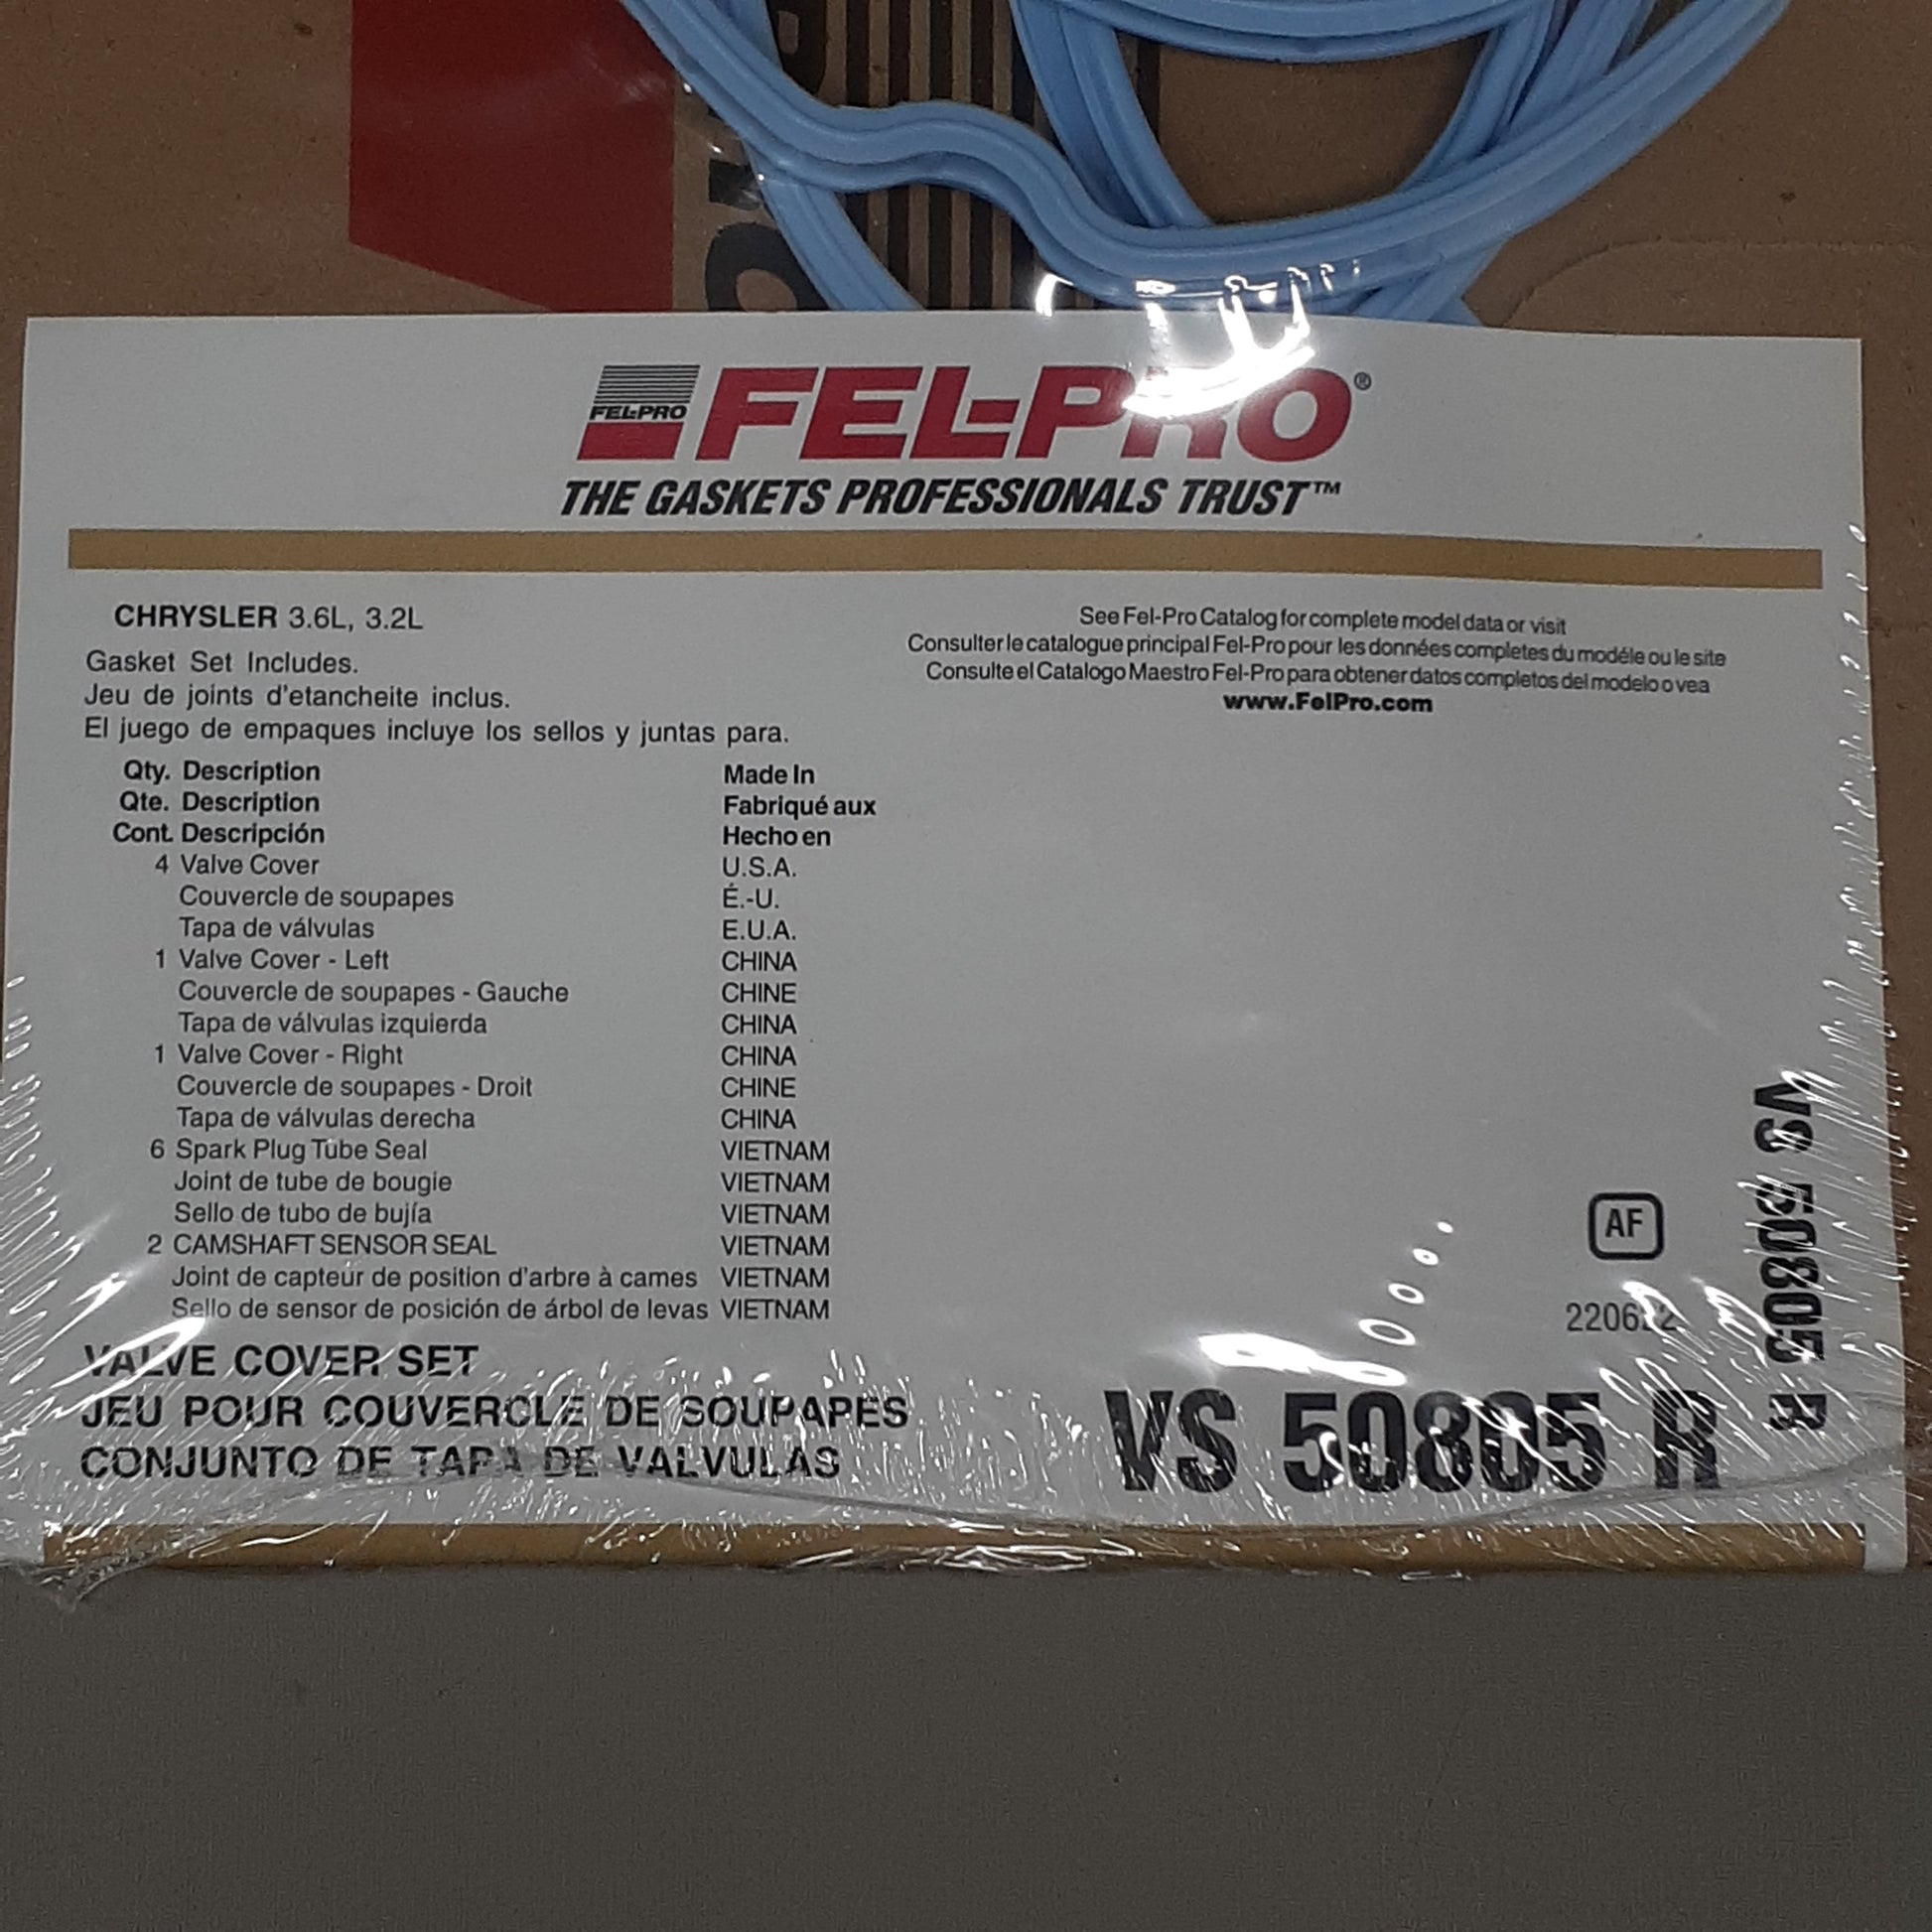 FEL-PRO
FEL-PRO®
THE GASKETS PROFESSIONALS TRUST™
CHRYSLER 3.6L, 3.2L
Gasket Set Includes.
Jeu de joints d'etancheite inclus.
El juego de empaques incluye los sellos y juntas para.
See Fel-Pro Catalog for complete model data or visit
Consulter le catalogue principal Fel-Pro pour les données completes du modéle ou le site
Consulte el Catalogo Maestro Fel-Pro para obtener datos completos del modelo o vea
www.FelPro.com
Qty. Description Made In
Qte. Description Fabriqué aux
Cont. Descripción Hecho en
4 Valve Cover U.S.A.
Couvercle de soupapes É.-U.
Tapa de válvulas E.U.A.
1 Valve Cover - Left CHINA
Couvercle de soupapes - Gauche CHINE
Tapa de válvulas izquierda CHINA
1 Valve Cover - Right CHINA
Couvercle de soupapes - Droit CHINE
Tapa de válvulas derecha CHINA
6 Spark Plug Tube Seal VIETNAM
Joint de tube de bougie VIETNAM
Sello de tubo de bujía VIETNAM
2 CAMSHAFT SENSOR SEAL VIETNAM
Joint de capteur de position d'arbre à cames VIETNAM
Sello de sensor de posición de árbol de levas VIETNAM
AF
VALVE COVER SET
JEU POUR COUVERCLE DE SOUPAPES
CONJUNTO DE TAPA DE VALVULAS
VS 50805 R
VS 50805 R